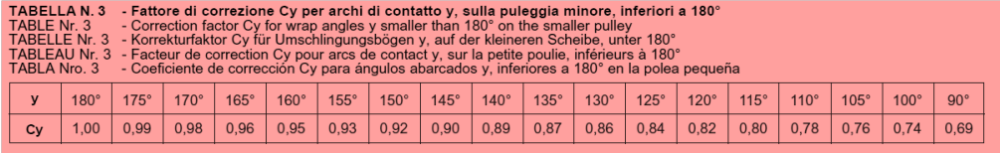 TABELLA N. 3 - Fattore di correzione Cy per archi di contatto y, sulla puleggia minore, inferiori a 180°
TABLE Nr. 3 - Correction factor Cy for wrap angles y smaller than 180° on the smaller pulley
TABELLE Nr. 3 - Korrekturfaktor Cy für Umschlingungsbögen y, auf der kleineren Scheibe, unter 180°
TABLEAU Nr. 3 - Facteur de correction Cy pour arcs de contact y, sur la petite poulie, inférieurs à 180°
TABLA Nro. 3 - Coeficiente de corrección Cy para ángulos abarcados y, inferiores a 180° en la polea pequeña
y 180° 175° 170° 165° 160° 155° 150° 145° 140° 135° 130° 125° 120° 115° 110° 105° 100° 90°
Cy 1,00 0,99 0,98 0,96 0,95 0,93 0,92 0,90 0,89 0,87 0,86 0,84 0,82 0,80 0,78 0,76 0,74 0,69